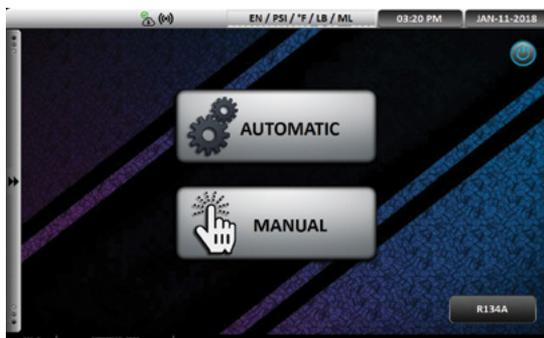 EN / PSI / °F / LB / ML
03:20 PM
JAN-11-2018
AUTOMATIC
MANUAL
R134A